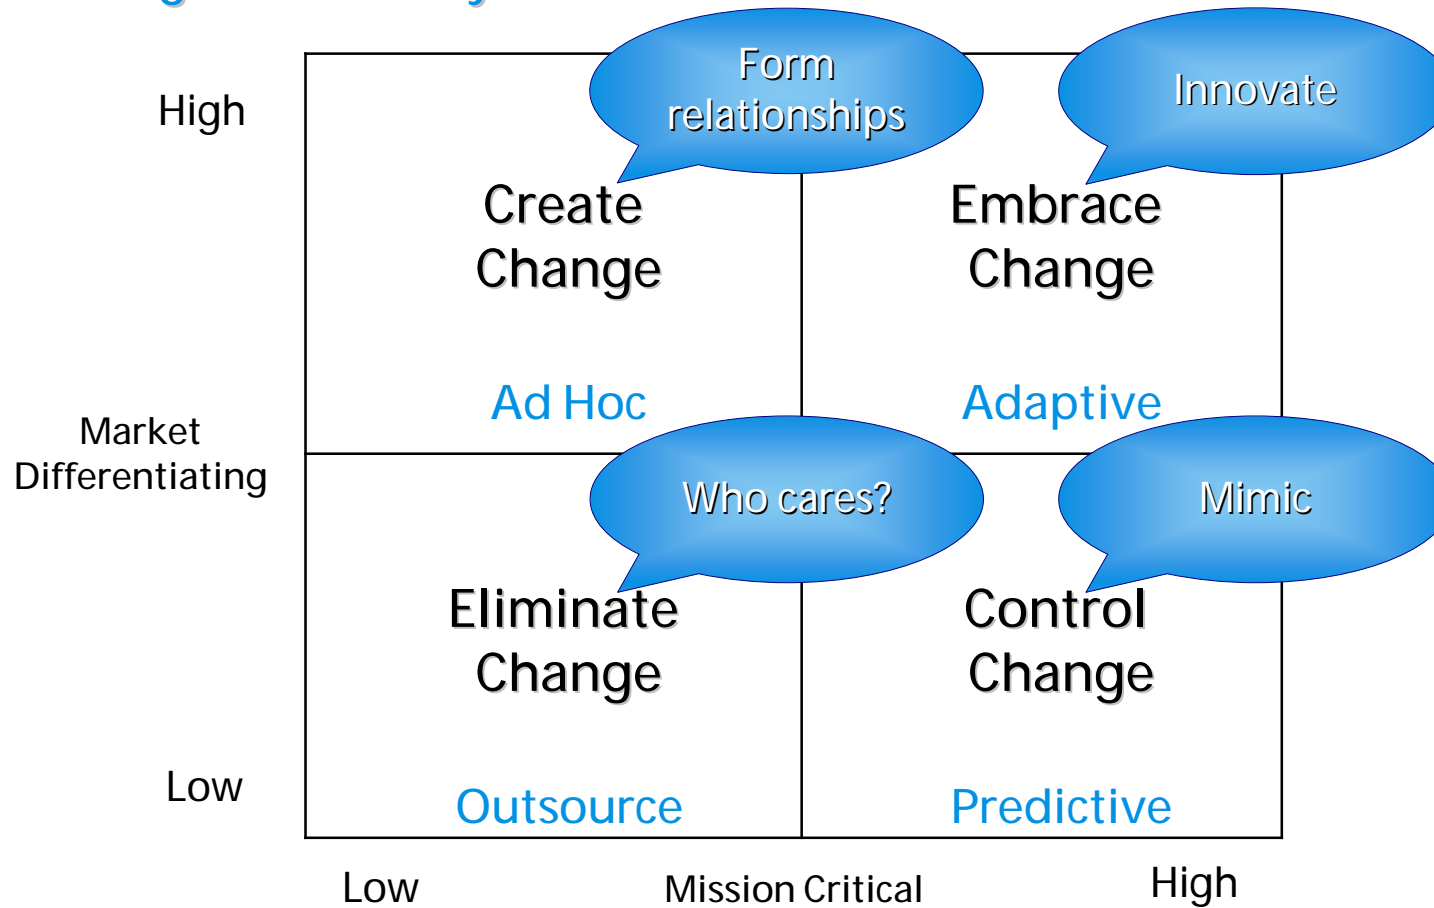 Form
relationships
Innovate
High
Create
Change
Embrace
Change
Ad Hoc
Adaptive
Market
Differentiating
Who cares?
Mimic
Eliminate
Change
Control
Change
Low
Outsource
Predictive
Low
Mission Critical
High